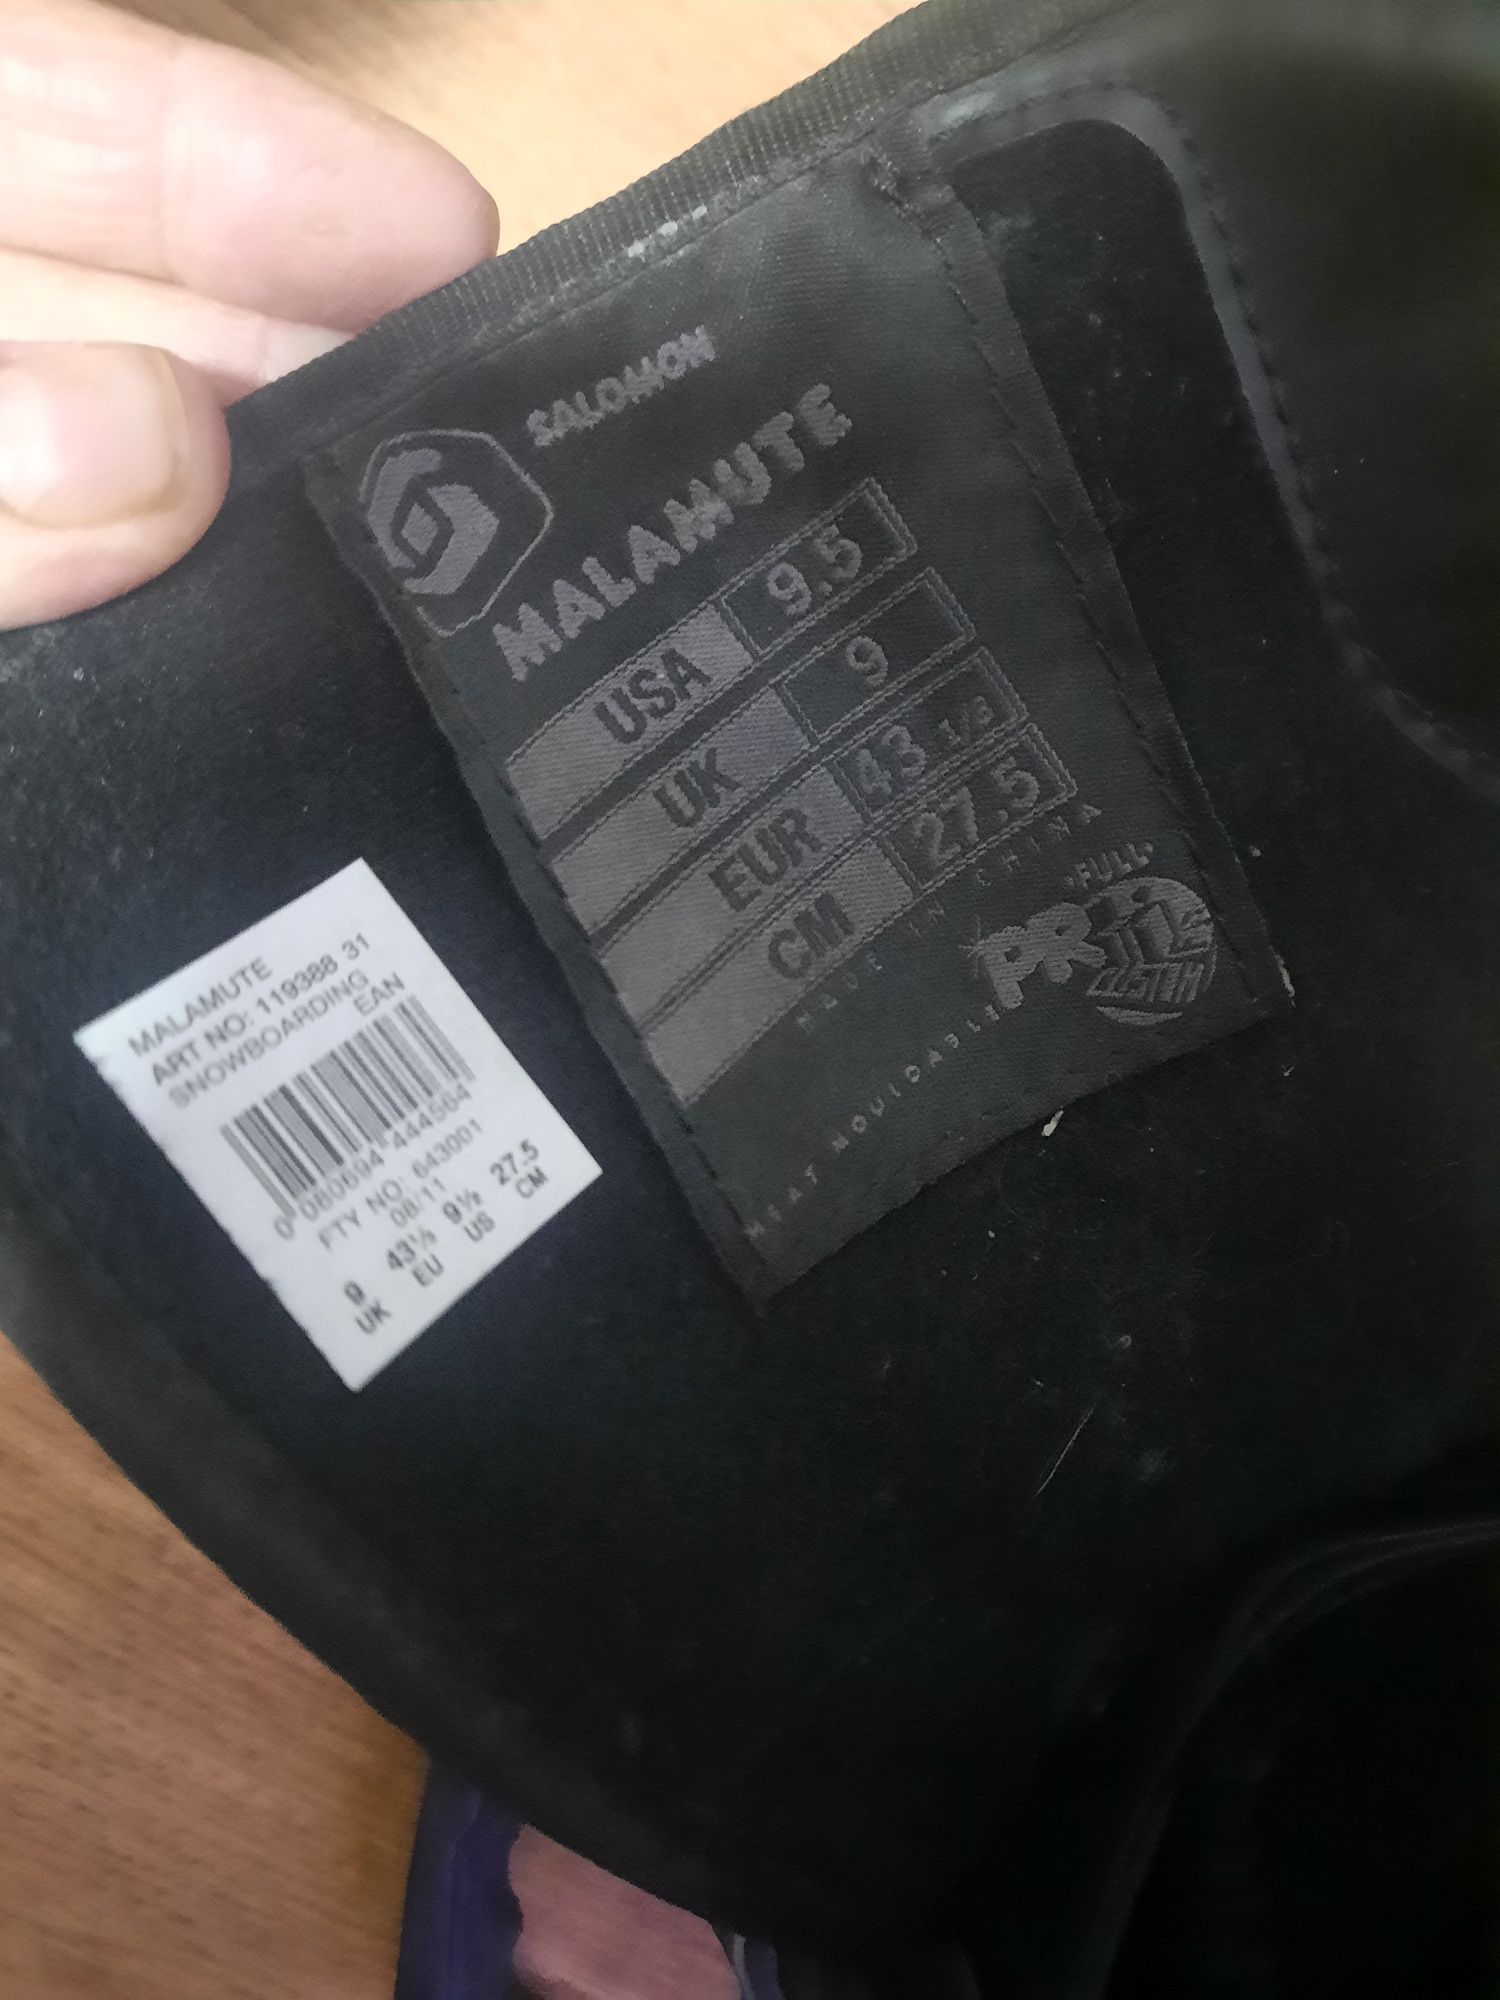 SALOMON
MALAMUTE
USA 9.5
UK 9
EUR 43 1/3
CM 27.5
MADE IN CHINA
HEAT MOULDABLE
FULL
CUSTOM
MALAMUTE
ART NO: 119388 31
SNOWBOARDING
EAN
0 080694 444564
FTY NO: 643001
08/11
9 43⅓ 9½ 27.5
UK EU US CM